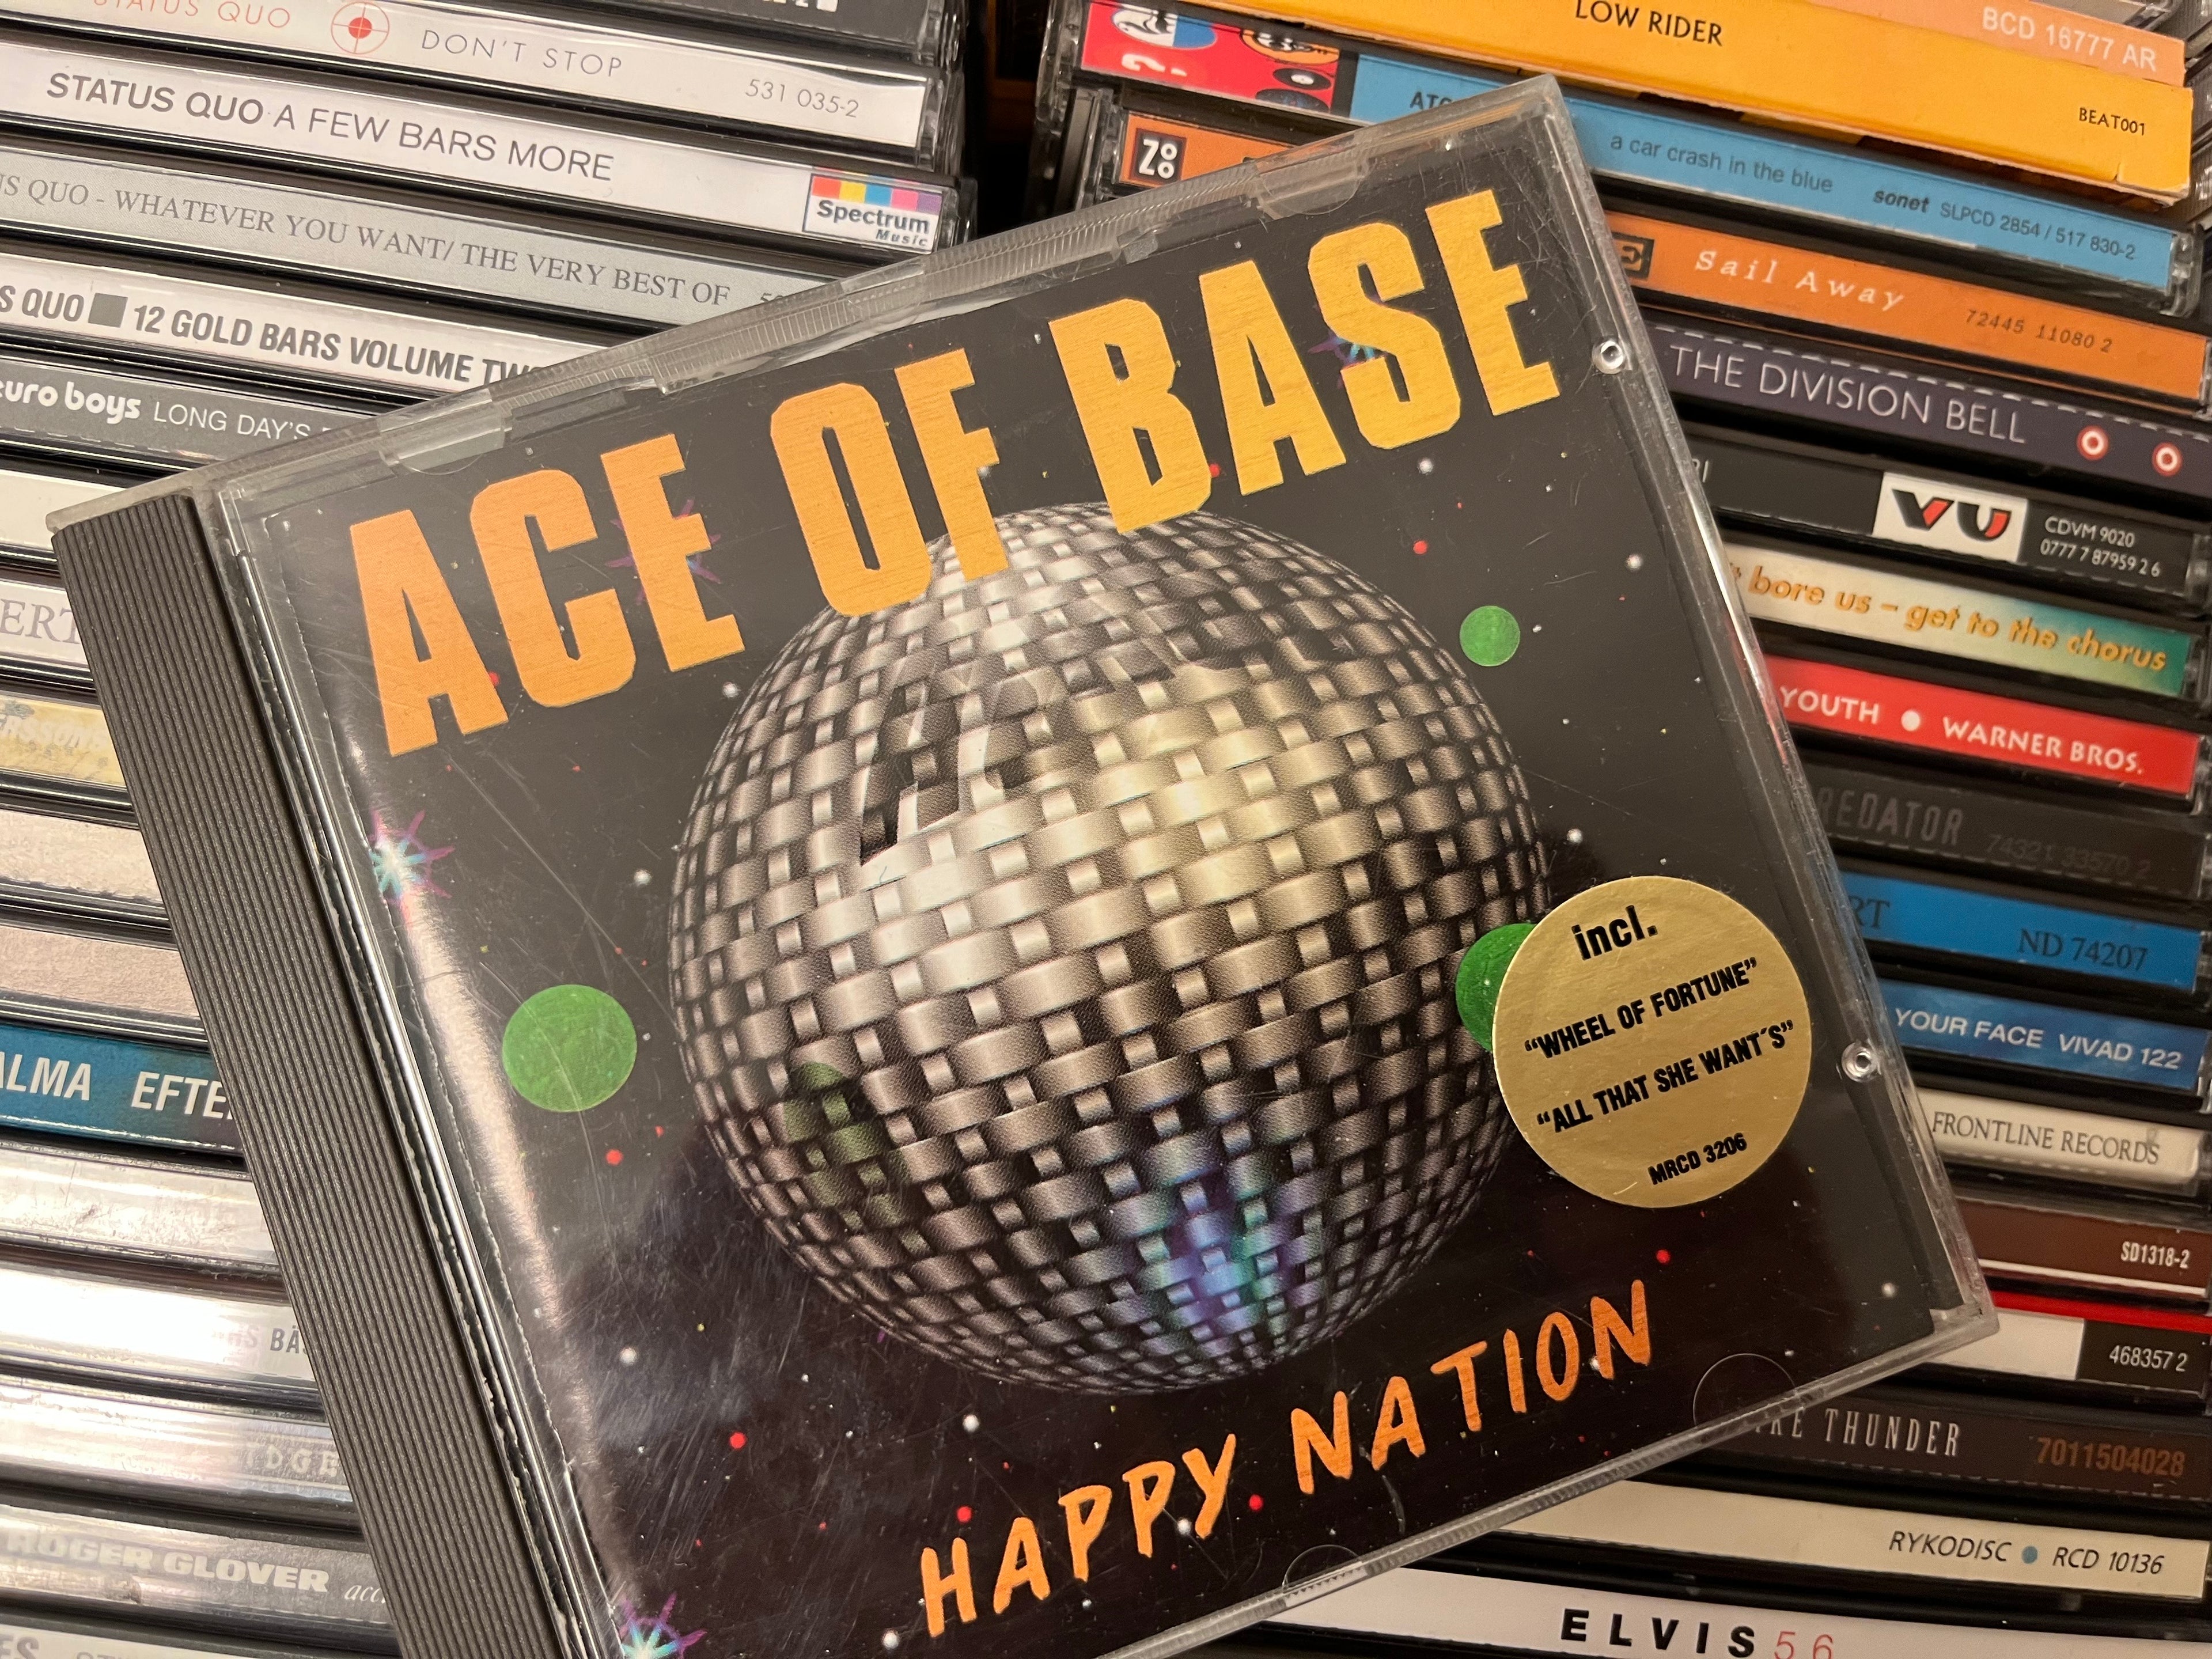 STATUS QUO DON'T STOP 531 035-2
STATUS QUO A FEW BARS MORE
Spectrum
Music
QUO - WHATEVER YOU WANT/ THE VERY BEST OF
QUO 12 GOLD BARS VOLUME TWO
euro boys LONG DAY'S
ALMA
ROGER GLOVER
ACE OF BASE
incl.
"WHEEL OF FORTUNE"
"ALL THAT SHE WANT´S"
MRCD 3206
HAPPY NATION
BCD 16777 AR
LOW RIDER
BEAT001
a car crash in the blue sonet SLPCD 2854 / 517 830-2
ZOO
Sail Away 72445 11080 2
THE DIVISION BELL
VU
CDVM 9020
0777 7 87959 2 6
bore us – get to the chorus
YOUTH • WARNER BROS.
74321 33570 2
ND 74207
YOUR FACE VIVAD 122
FRONTLINE RECORDS
SD1318-2
468357 2
THUNDER 7011504028
RYKODISC • RCD 10136
ELVIS 56